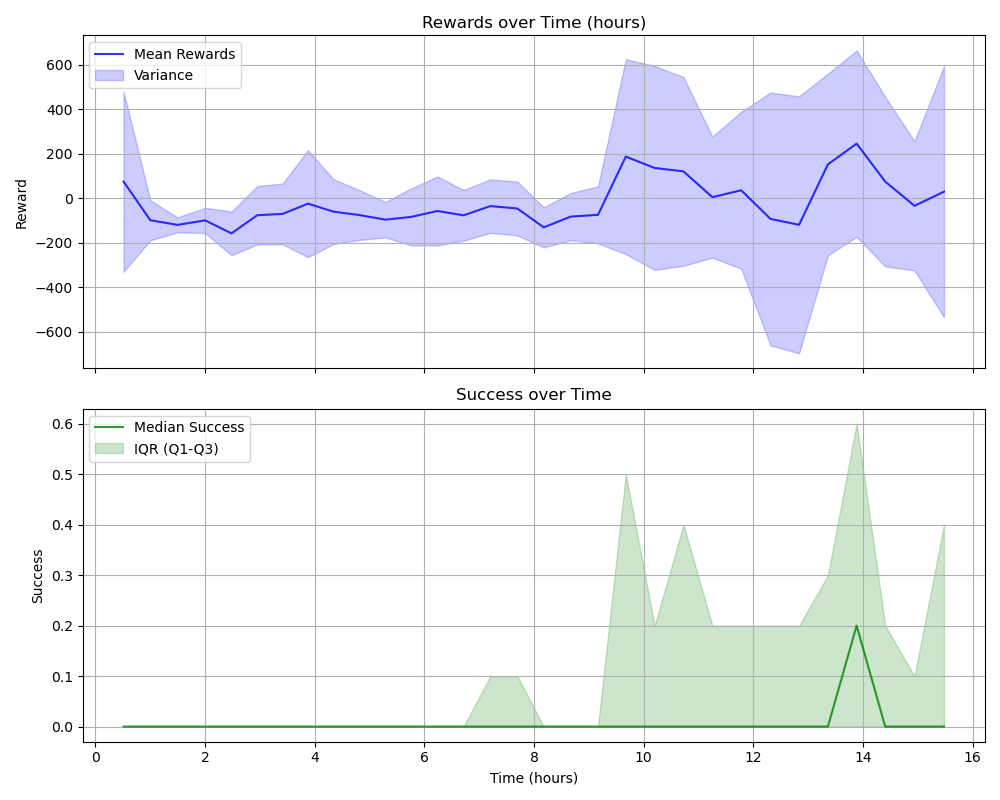 Rewards over Time (hours)
Mean Rewards
Variance
600
400
200
0
−200
−400
−600
Reward
Success over Time
Median Success
IQR (Q1-Q3)
0.6
0.5
0.4
0.3
0.2
0.1
0.0
Success
0 2 4 6 8 10 12 14 16
Time (hours)